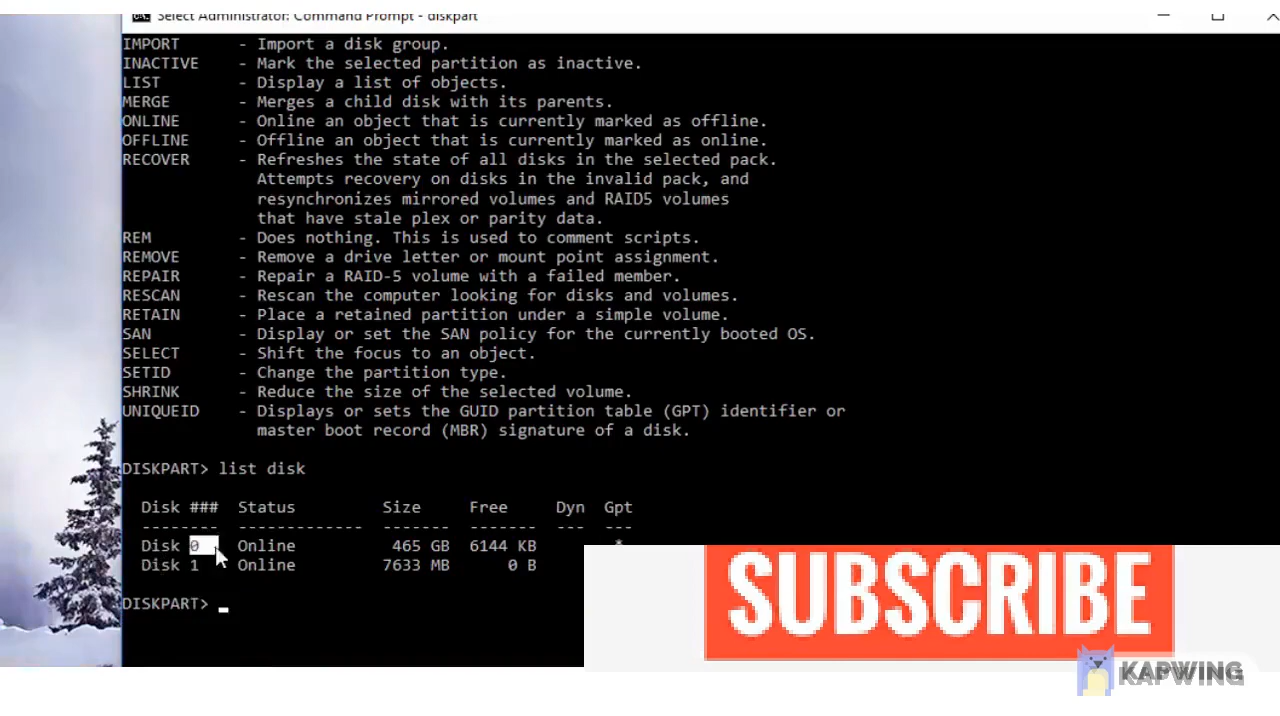 Select Administrator: Command Prompt - diskpart
IMPORT - Import a disk group.
INACTIVE - Mark the selected partition as inactive.
LIST - Display a list of objects.
MERGE - Merges a child disk with its parents.
ONLINE - Online an object that is currently marked as offline.
OFFLINE - Offline an object that is currently marked as online.
RECOVER - Refreshes the state of all disks in the selected pack.
Attempts recovery on disks in the invalid pack, and
resynchronizes mirrored volumes and RAID5 volumes
that have stale plex or parity data.
REM - Does nothing. This is used to comment scripts.
REMOVE - Remove a drive letter or mount point assignment.
REPAIR - Repair a RAID-5 volume with a failed member.
RESCAN - Rescan the computer looking for disks and volumes.
RETAIN - Place a retained partition under a simple volume.
SAN - Display or set the SAN policy for the currently booted OS.
SELECT - Shift the focus to an object.
SETID - Change the partition type.
SHRINK - Reduce the size of the selected volume.
UNIQUEID - Displays or sets the GUID partition table (GPT) identifier or
master boot record (MBR) signature of a disk.
DISKPART> list disk
Disk ### Status Size Free Dyn Gpt
-------- ------------- ------- ------- --- ---
Disk 0 Online 465 GB 6144 KB *
Disk 1 Online 7633 MB 0 B
DISKPART>
SUBSCRIBE
KAPWING